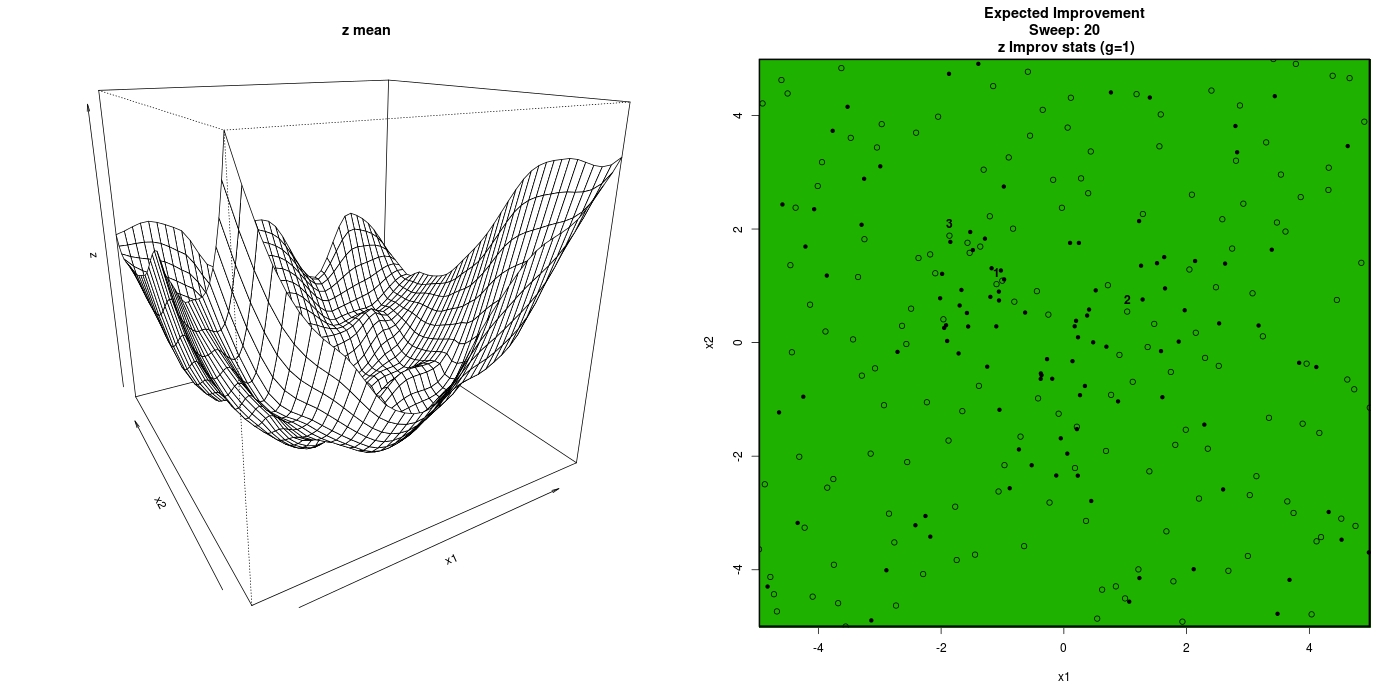 z mean
z
x2
x1
Expected Improvement
Sweep: 20
z Improv stats (g=1)
x2
4
2
0
-2
-4
3
1
2
-4
-2
0
2
4
x1